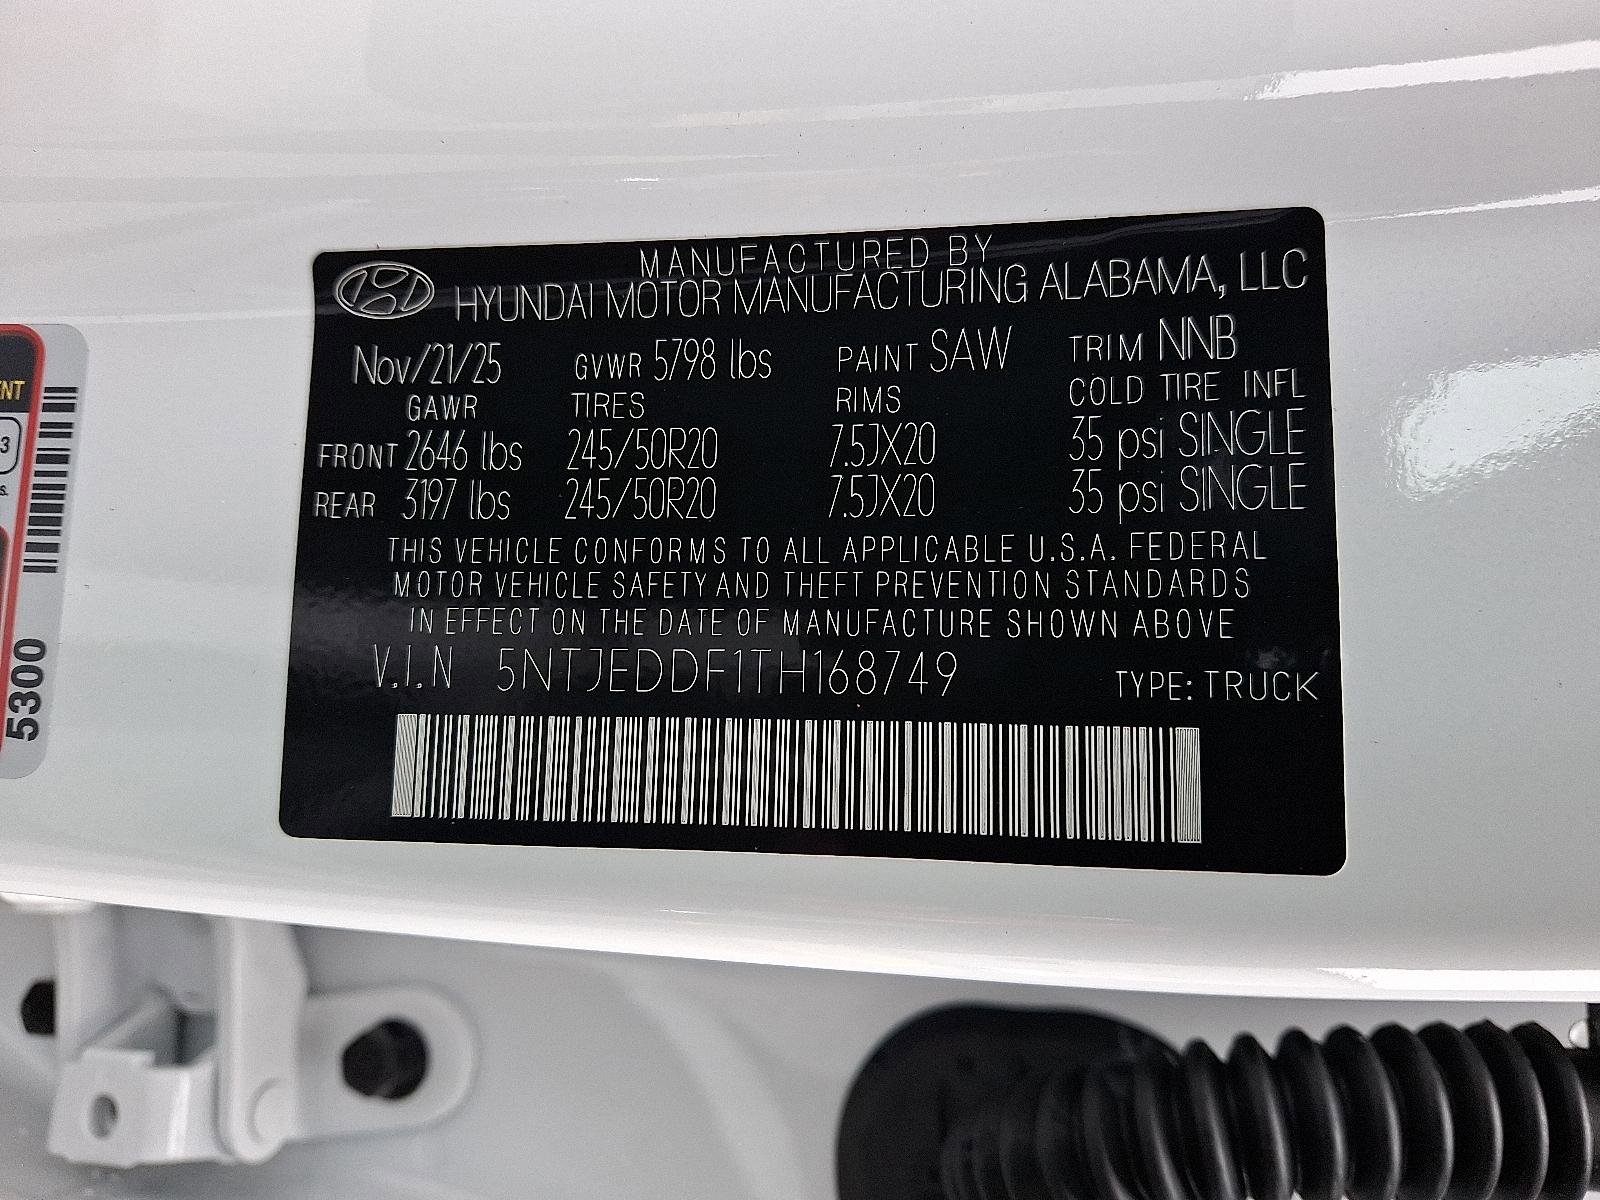 MANUFACTURED BY
HYUNDAI MOTOR MANUFACTURING ALABAMA, LLC
Nov/21/25 GVWR 5798 lbs PAINT SAW TRIM NNB
GAWR TIRES RIMS COLD TIRE INFL
FRONT 2646 lbs 245/50R20 7.5JX20 35 psi SINGLE
REAR 3197 lbs 245/50R20 7.5JX20 35 psi SINGLE
THIS VEHICLE CONFORMS TO ALL APPLICABLE U.S.A. FEDERAL
MOTOR VEHICLE SAFETY AND THEFT PREVENTION STANDARDS
IN EFFECT ON THE DATE OF MANUFACTURE SHOWN ABOVE
V.I.N 5NTJEDDF1TH168749 TYPE: TRUCK
5300